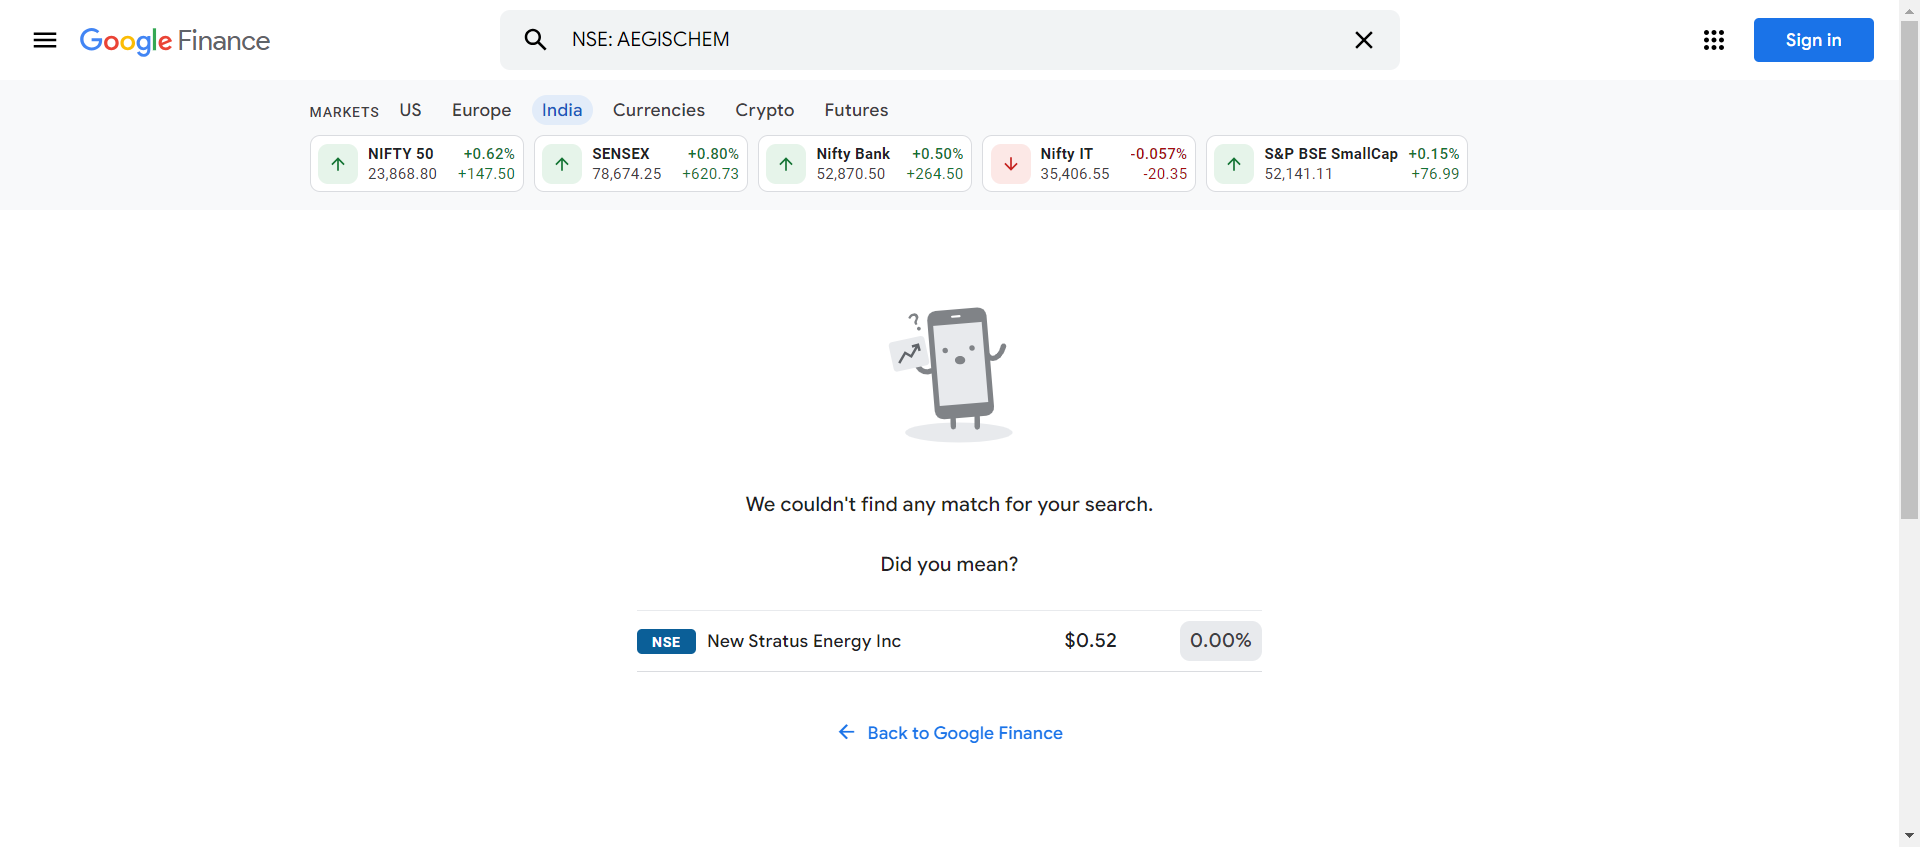 Google Finance
NSE: AEGISCHEM
Sign in
MARKETS US Europe India Currencies Crypto Futures
NIFTY 50 +0.62%
23,868.80 +147.50
SENSEX +0.80%
78,674.25 +620.73
Nifty Bank +0.50%
52,870.50 +264.50
Nifty IT -0.057%
35,406.55 -20.35
S&P BSE SmallCap +0.15%
52,141.11 +76.99
?
We couldn't find any match for your search.
Did you mean?
NSE New Stratus Energy Inc $0.52 0.00%
Back to Google Finance